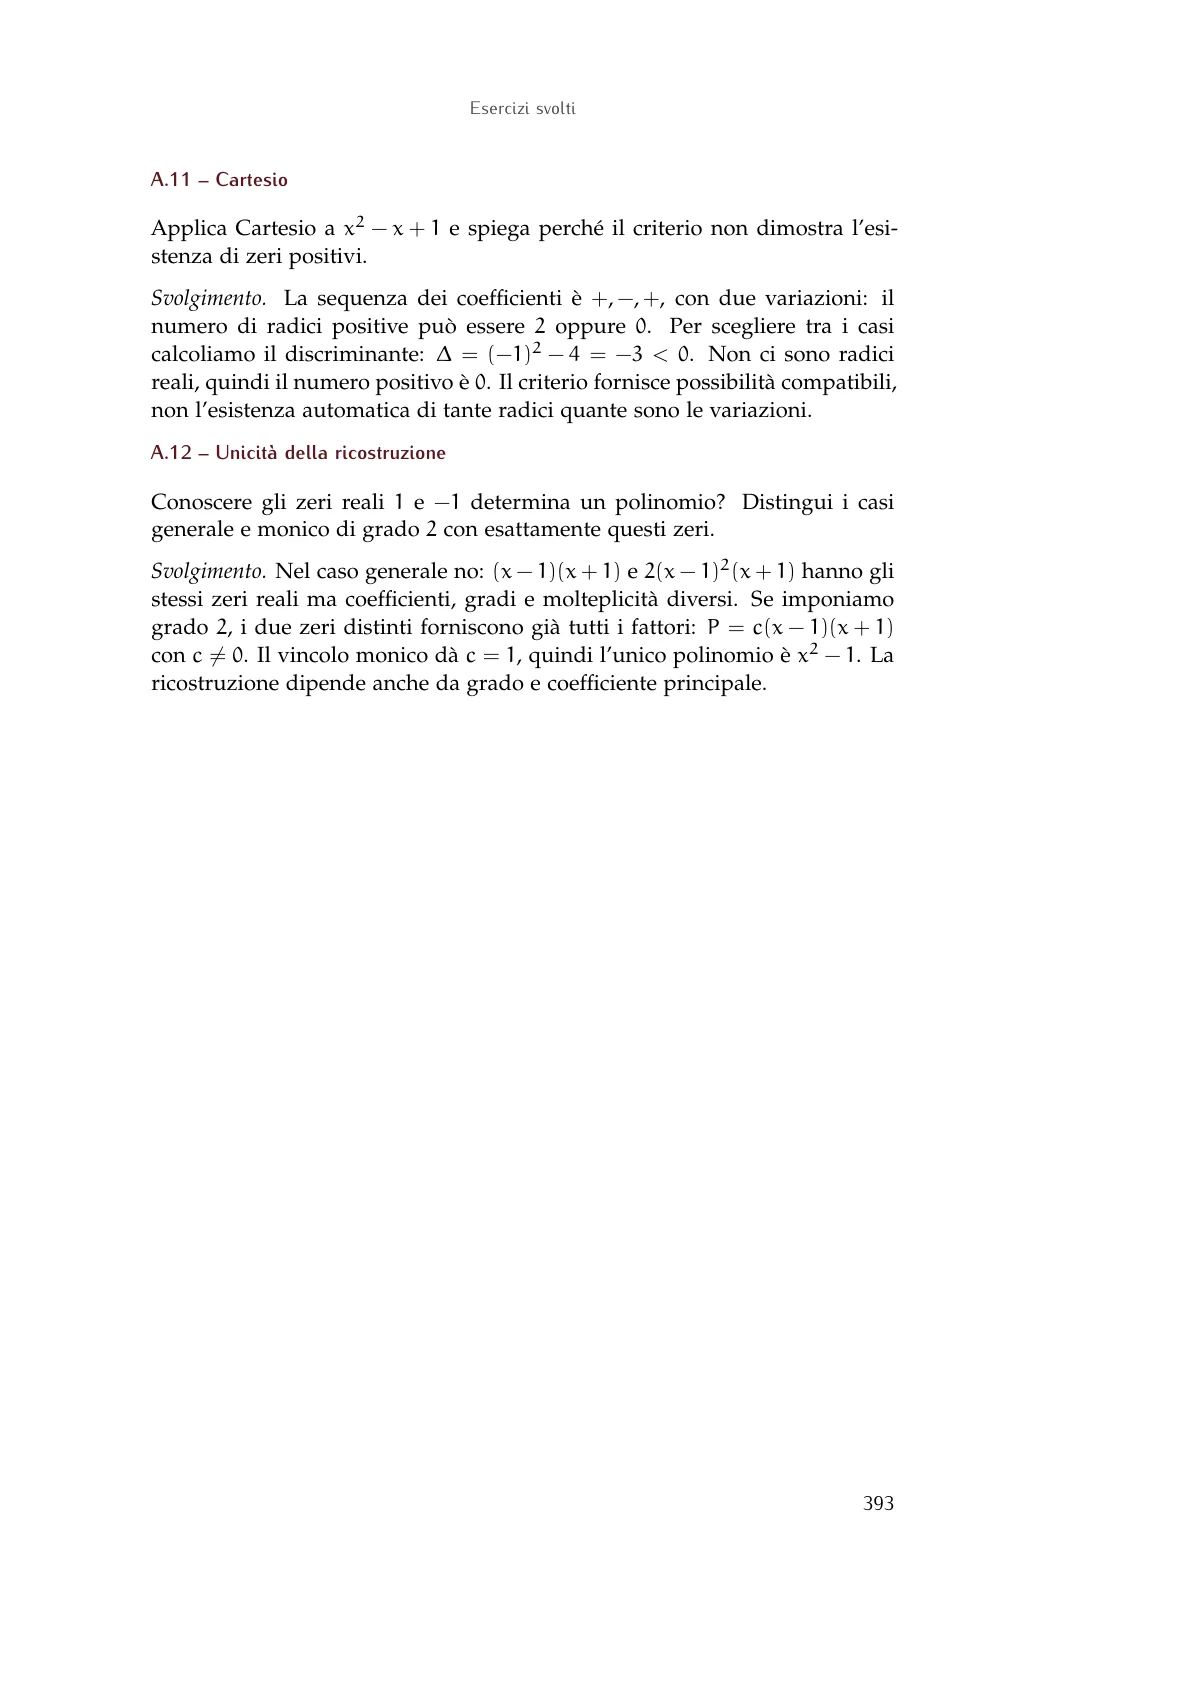 Esercizi svolti
A.11 – Cartesio
Applica Cartesio a x² − x + 1 e spiega perché il criterio non dimostra l'esi-
stenza di zeri positivi.
Svolgimento. La sequenza dei coefficienti è +, −, +, con due variazioni: il
numero di radici positive può essere 2 oppure 0. Per scegliere tra i casi
calcoliamo il discriminante: Δ = (−1)² − 4 = −3 < 0. Non ci sono radici
reali, quindi il numero positivo è 0. Il criterio fornisce possibilità compatibili,
non l'esistenza automatica di tante radici quante sono le variazioni.
A.12 – Unicità della ricostruzione
Conoscere gli zeri reali 1 e −1 determina un polinomio? Distingui i casi
generale e monico di grado 2 con esattamente questi zeri.
Svolgimento. Nel caso generale no: (x − 1)(x + 1) e 2(x − 1)²(x + 1) hanno gli
stessi zeri reali ma coefficienti, gradi e molteplicità diversi. Se imponiamo
grado 2, i due zeri distinti forniscono già tutti i fattori: P = c(x − 1)(x + 1)
con c ≠ 0. Il vincolo monico dà c = 1, quindi l'unico polinomio è x² − 1. La
ricostruzione dipende anche da grado e coefficiente principale.
393